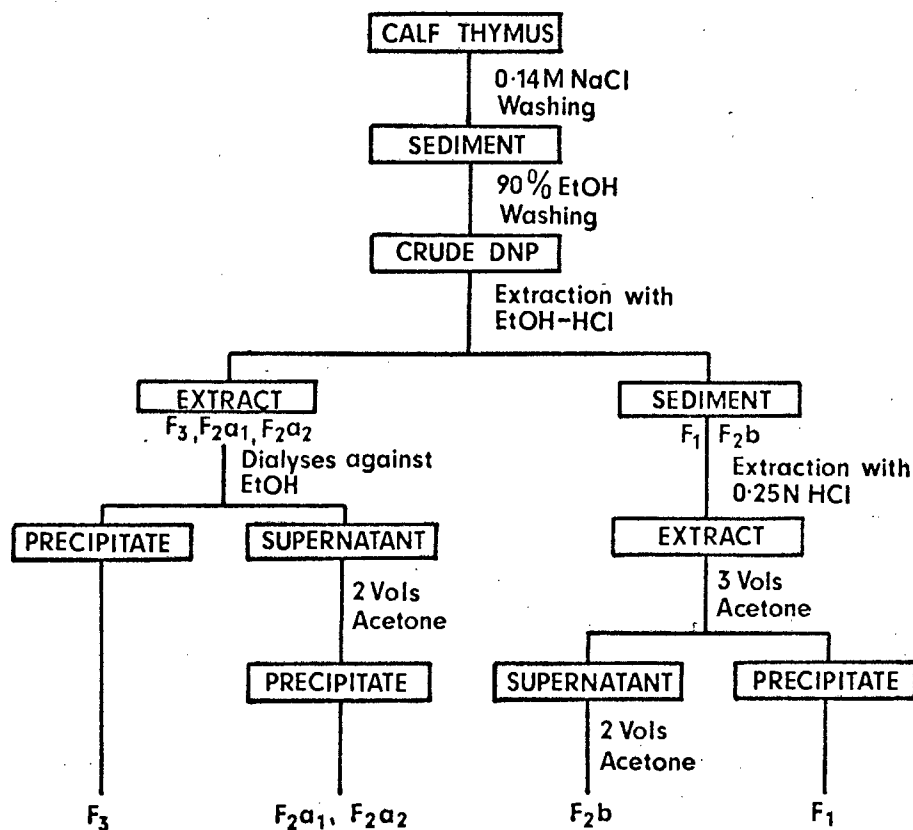 CALF THYMUS
0·14M NaCl
Washing
SEDIMENT
90% EtOH
Washing
CRUDE DNP
Extraction with
EtOH-HCl
EXTRACT
F₃, F₂a₁, F₂a₂
Dialyses against
EtOH
SEDIMENT
F₁ F₂b
Extraction with
0·25N HCl
PRECIPITATE
SUPERNATANT
EXTRACT
2 Vols
Acetone
3 Vols
Acetone
PRECIPITATE
SUPERNATANT
PRECIPITATE
2 Vols
Acetone
F₃
F₂a₁, F₂a₂
F₂b
F₁